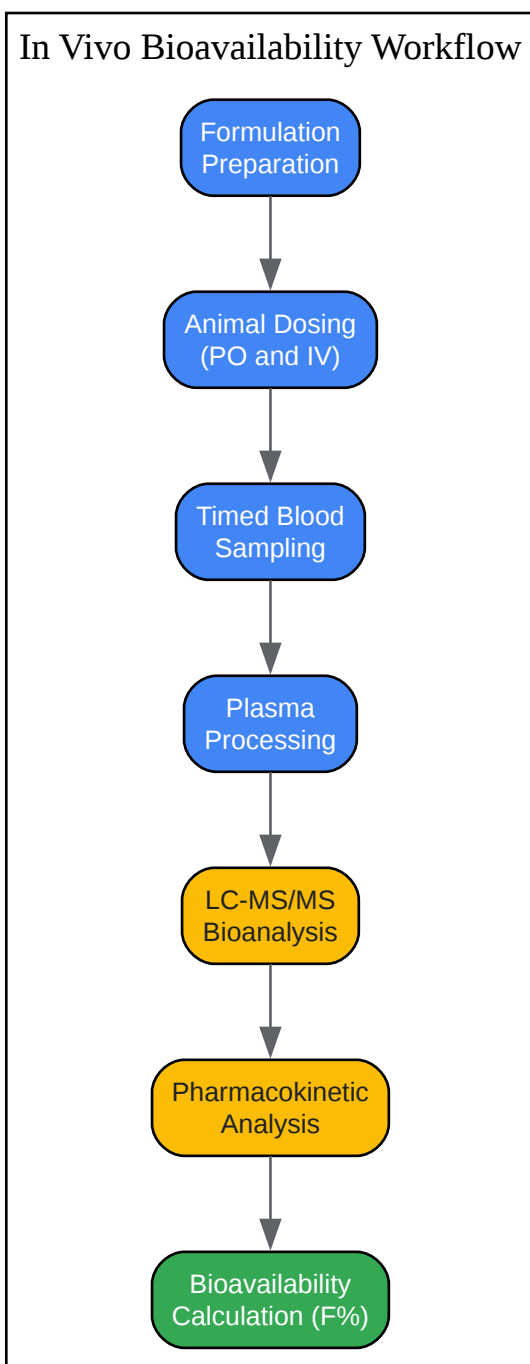 In Vivo Bioavailability Workflow
Formulation
Preparation
Animal Dosing
(PO and IV)
Timed Blood
Sampling
Plasma
Processing
LC-MS/MS
Bioanalysis
Pharmacokinetic
Analysis
Bioavailability
Calculation (F%)